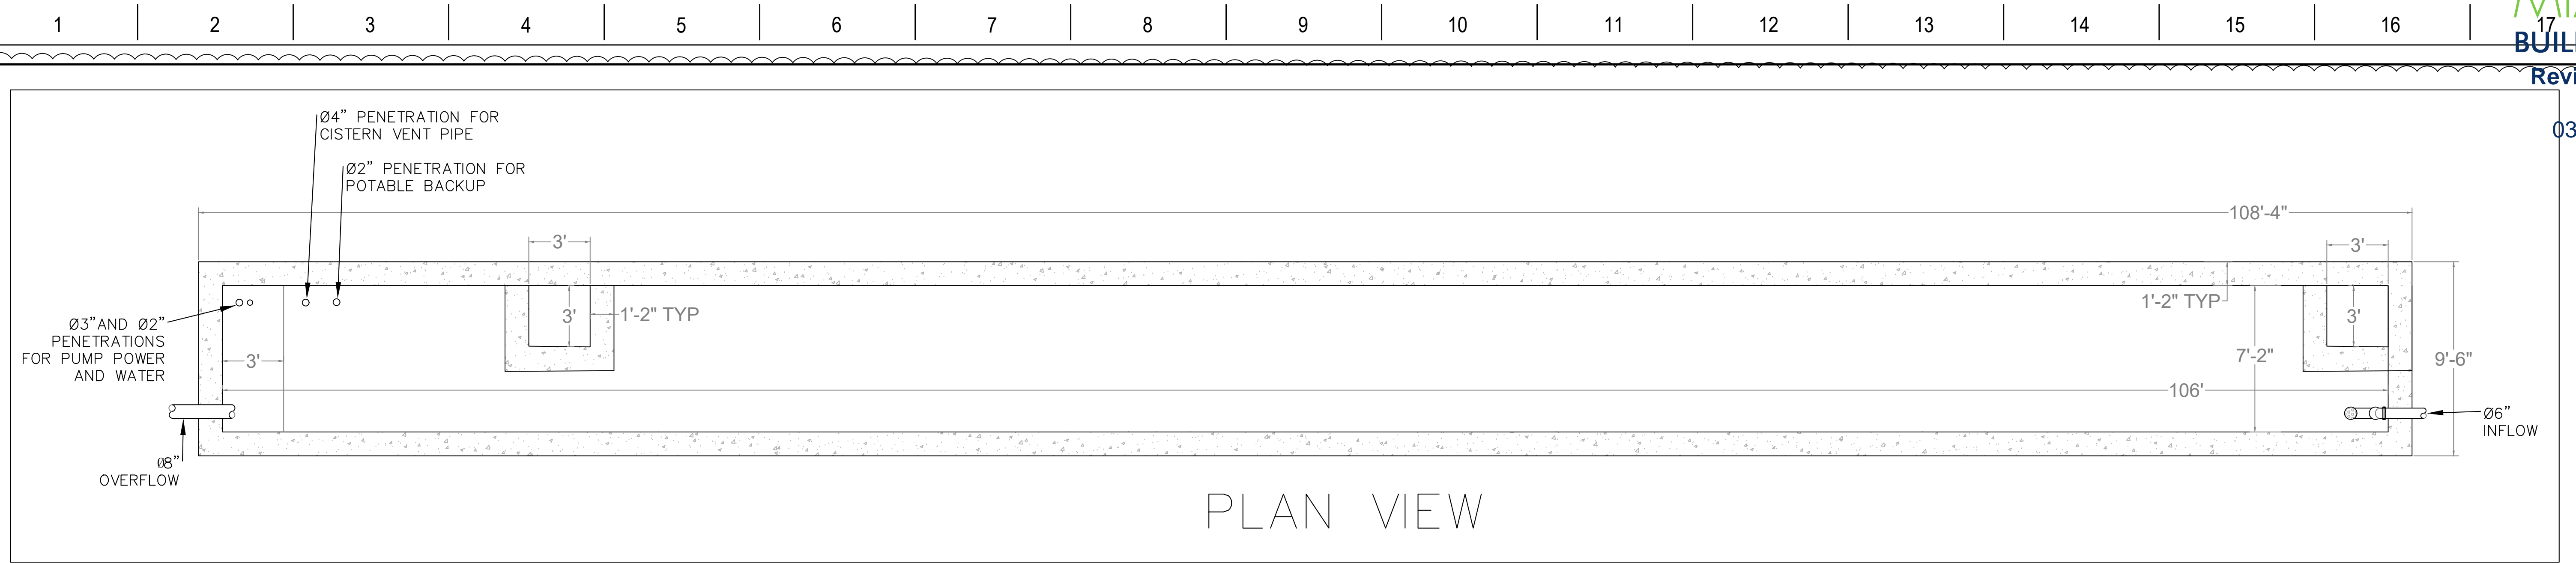 1 2 3 4 5 6 7 8 9 10 11 12 13 14 15 16 17
Ø4” PENETRATION FOR
CISTERN VENT PIPE
Ø2” PENETRATION FOR
POTABLE BACKUP
108'-4"
3'
3'
Ø3”AND Ø2”
PENETRATIONS
FOR PUMP POWER
AND WATER
3'
3'
1'-2" TYP
1'-2" TYP
3'
7'-2"
9'-6"
106'
Ø8”
OVERFLOW
Ø6”
INFLOW
PLAN VIEW